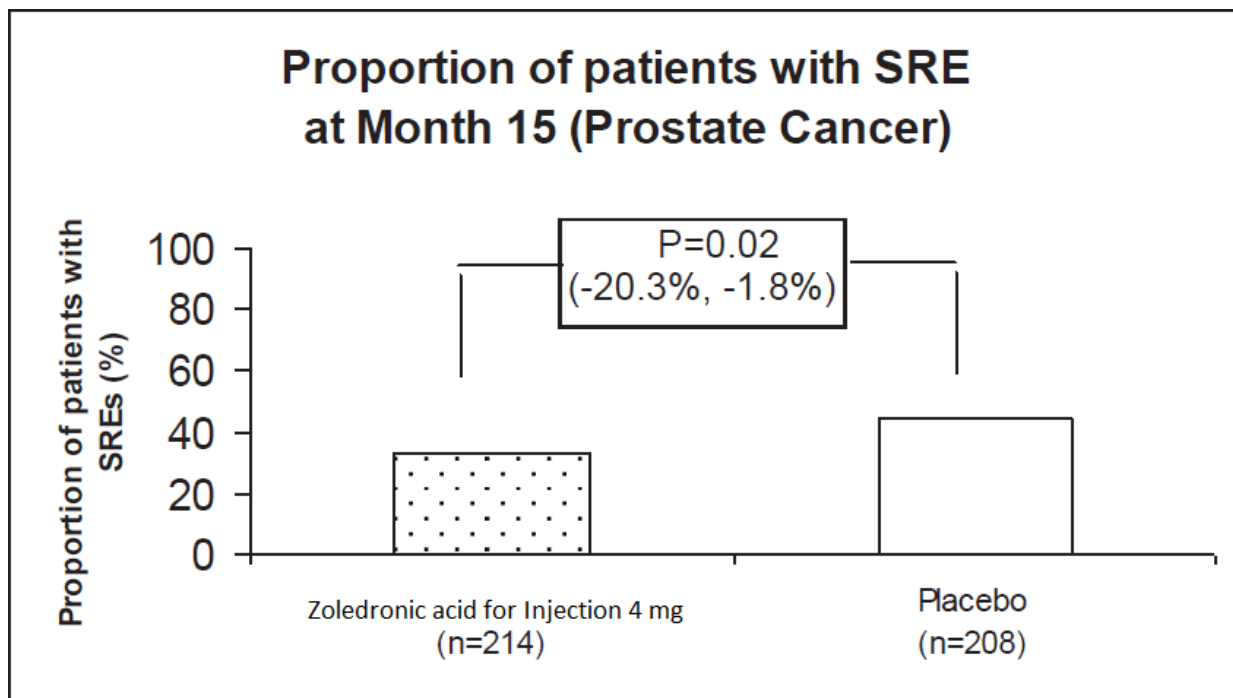 Proportion of patients with SRE
at Month 15 (Prostate Cancer)
Proportion of patients with
SREs (%)
100
80
60
40
20
0
P=0.02
(-20.3%, -1.8%)
Zoledronic acid for Injection 4 mg
(n=214)
Placebo
(n=208)